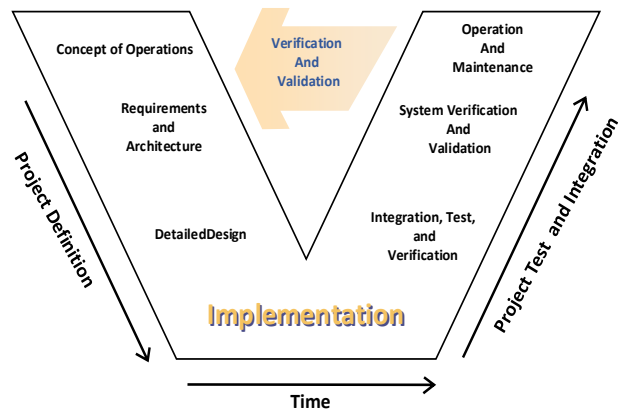 Concept of Operations
Verification
And
Validation
Operation
And
Maintenance
Requirements
and
Architecture
System Verification
And
Validation
DetailedDesign
Integration, Test,
and
Verification
Project Definition
Project Test and Integration
Implementation
Time